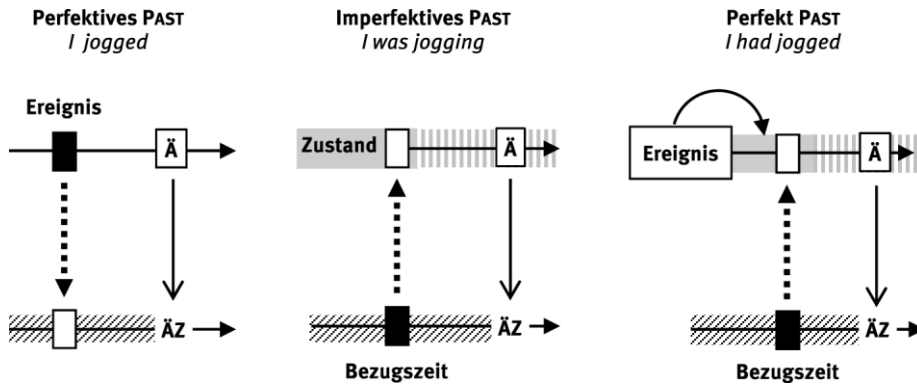 Perfektives PAST
I jogged
Ereignis
Ä
ÄZ
Imperfektives PAST
I was jogging
Zustand
Ä
ÄZ
Bezugszeit
Perfekt PAST
I had jogged
Ereignis
Ä
ÄZ
Bezugszeit